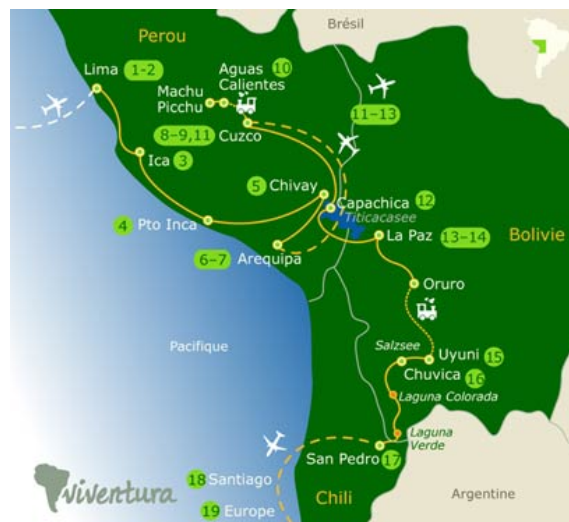 Brésil
Perou
Lima 1-2
Aguas 10
Calientes
Machu
Picchu
11-13
8-9,11 Cuzco
Ica 3
5 Chivay
Capachica 12
Titicacasee
4 Pto Inca
La Paz 13-14
Bolivie
6-7 Arequipa
Oruro
Pacifique
Salzsee
Uyuni 15
Chuvica 16
Laguna Colorada
Laguna
Verde
San Pedro 17
18 Santiago
viventura
19 Europe
Chili
Argentine